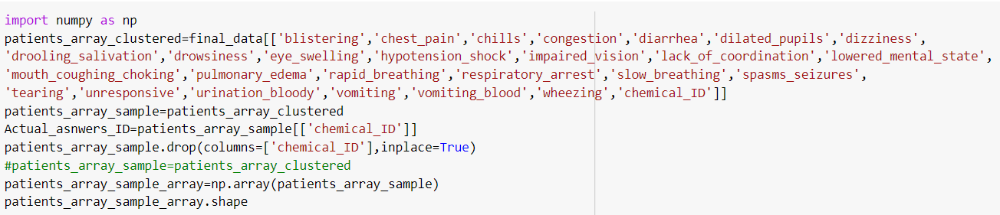 import numpy as np
patients_array_clustered=final_data[['blistering','chest_pain','chills','congestion','diarrhea','dilated_pupils','dizziness',
'drooling_salivation','drowsiness','eye_swelling','hypotension_shock','impaired_vision','lack_of_coordination','lowered_mental_state',
'mouth_coughing_choking','pulmonary_edema','rapid_breathing','respiratory_arrest','slow_breathing','spasms_seizures',
'tearing','unresponsive','urination_bloody','vomiting','vomiting_blood','wheezing','chemical_ID']]
patients_array_sample=patients_array_clustered
Actual_asnwers_ID=patients_array_sample[['chemical_ID']]
patients_array_sample.drop(columns=['chemical_ID'],inplace=True)
#patients_array_sample=patients_array_clustered
patients_array_sample_array=np.array(patients_array_sample)
patients_array_sample_array.shape